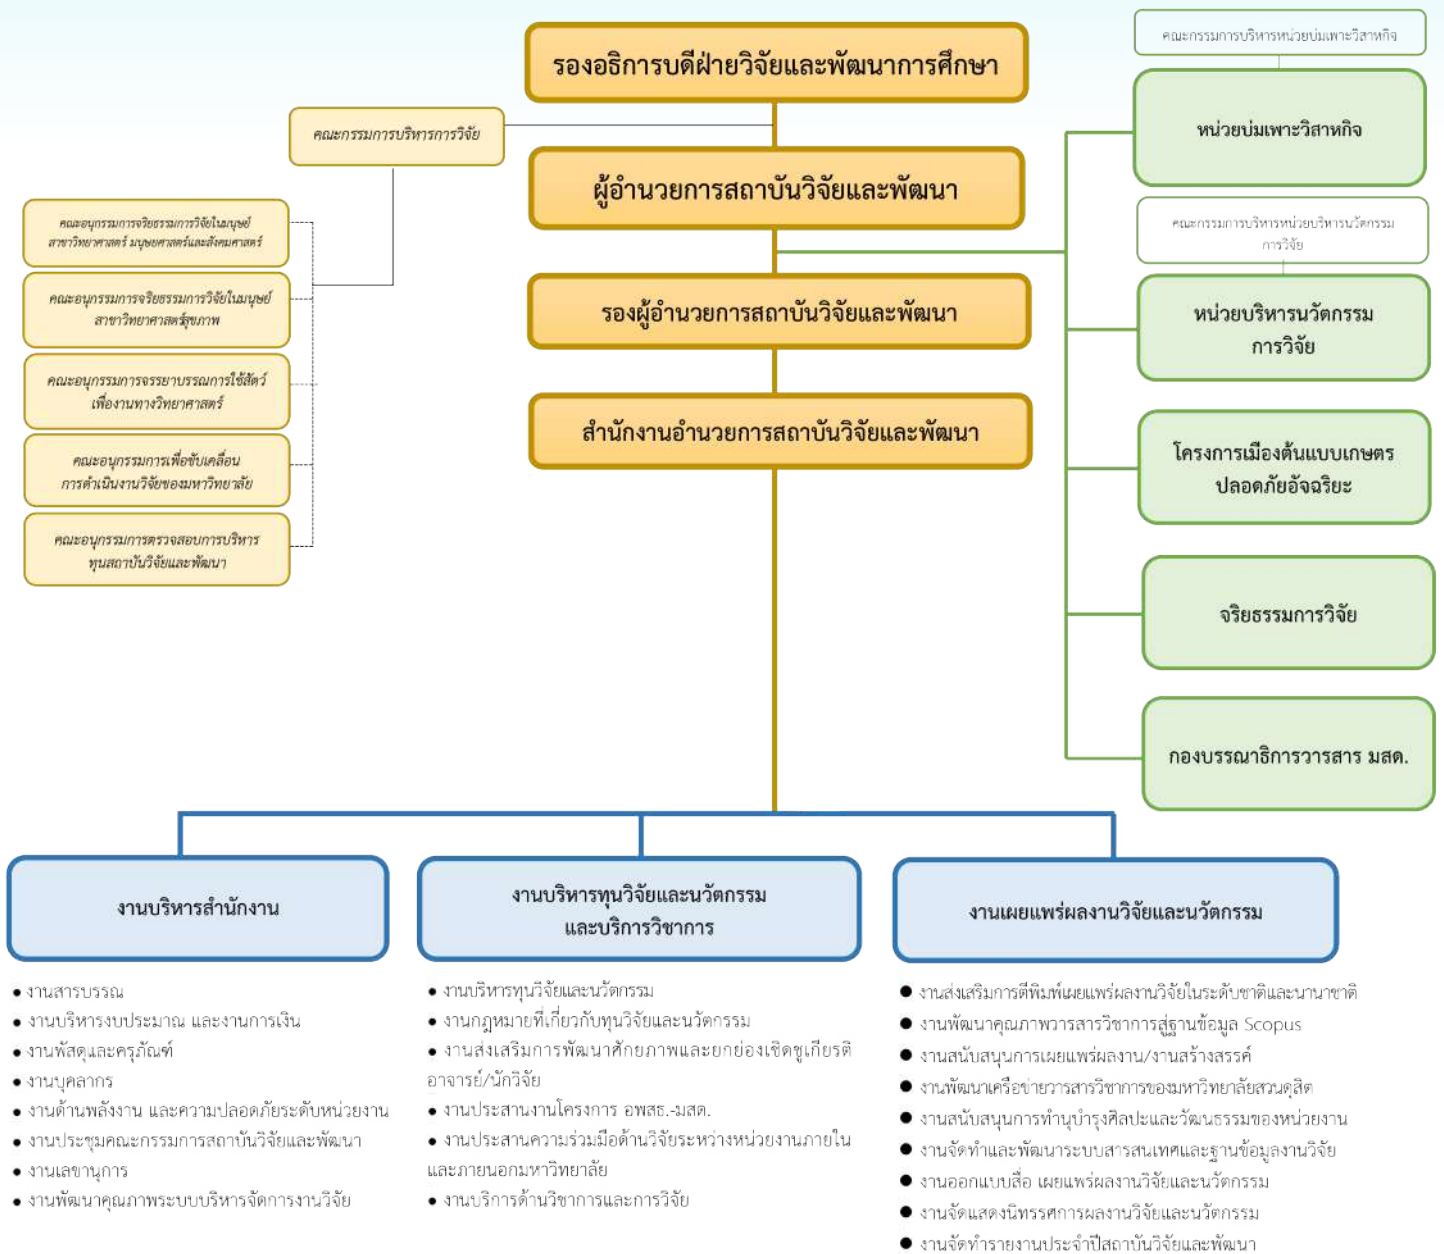 รองอธิการบดีฝ่ายวิจัยและพัฒนาการศึกษา
คณะกรรมการบริหารการวิจัย
ผู้อำนวยการสถาบันวิจัยและพัฒนา
รองผู้อำนวยการสถาบันวิจัยและพัฒนา
สำนักงานอำนวยการสถาบันวิจัยและพัฒนา
คณะอนุกรรมการจริยธรรมการวิจัยในมนุษย์
สาขาวิทยาศาสตร์ มนุษยศาสตร์และสังคมศาสตร์
คณะอนุกรรมการจริยธรรมการวิจัยในมนุษย์
สาขาวิทยาศาสตร์สุขภาพ
คณะอนุกรรมการจรรยาบรรณการใช้สัตว์
เพื่องานทางวิทยาศาสตร์
คณะอนุกรรมการเพื่อขับเคลื่อน
การดำเนินงานวิจัยของมหาวิทยาลัย
คณะอนุกรรมการตรวจสอบการบริหาร
ทุนสถาบันวิจัยและพัฒนา
คณะกรรมการบริหารหน่วยบ่มเพาะวิสาหกิจ
หน่วยบ่มเพาะวิสาหกิจ
คณะกรรมการบริหารหน่วยบริหารนวัตกรรม
การวิจัย
หน่วยบริหารนวัตกรรม
การวิจัย
โครงการเมืองต้นแบบเกษตร
ปลอดภัยอัจฉริยะ
จริยธรรมการวิจัย
กองบรรณาธิการวารสาร มสด.
งานบริหารสำนักงาน
● งานสารบรรณ
● งานบริหารงบประมาณ และงานการเงิน
● งานพัสดุและครุภัณฑ์
● งานบุคลากร
● งานด้านพลังงาน และความปลอดภัยระดับหน่วยงาน
● งานประชุมคณะกรรมการสถาบันวิจัยและพัฒนา
● งานเลขานุการ
● งานพัฒนาคุณภาพระบบบริหารจัดการงานวิจัย
งานบริหารทุนวิจัยและนวัตกรรม
และบริการวิชาการ
● งานบริหารทุนวิจัยและนวัตกรรม
● งานกฎหมายที่เกี่ยวกับทุนวิจัยและนวัตกรรม
● งานส่งเสริมการพัฒนาศักยภาพและยกย่องเชิดชูเกียรติ
อาจารย์/นักวิจัย
● งานประสานงานโครงการ อพสธ.-มสด.
● งานประสานความร่วมมือด้านวิจัยระหว่างหน่วยงานภายใน
และภายนอกมหาวิทยาลัย
● งานบริการด้านวิชาการและการวิจัย
งานเผยแพร่ผลงานวิจัยและนวัตกรรม
● งานส่งเสริมการตีพิมพ์เผยแพร่ผลงานวิจัยในระดับชาติและนานาชาติ
● งานพัฒนาคุณภาพวารสารวิชาการสู่ฐานข้อมูล Scopus
● งานสนับสนุนการเผยแพร่ผลงาน/งานสร้างสรรค์
● งานพัฒนาเครือข่ายวารสารวิชาการของมหาวิทยาลัยสวนดุสิต
● งานสนับสนุนการทำนุบำรุงศิลปะและวัฒนธรรมของหน่วยงาน
● งานจัดทำและพัฒนาระบบสารสนเทศและฐานข้อมูลงานวิจัย
● งานออกแบบสื่อ เผยแพร่ผลงานวิจัยและนวัตกรรม
● งานจัดแสดงนิทรรศการผลงานวิจัยและนวัตกรรม
● งานจัดทำรายงานประจำปีสถาบันวิจัยและพัฒนา